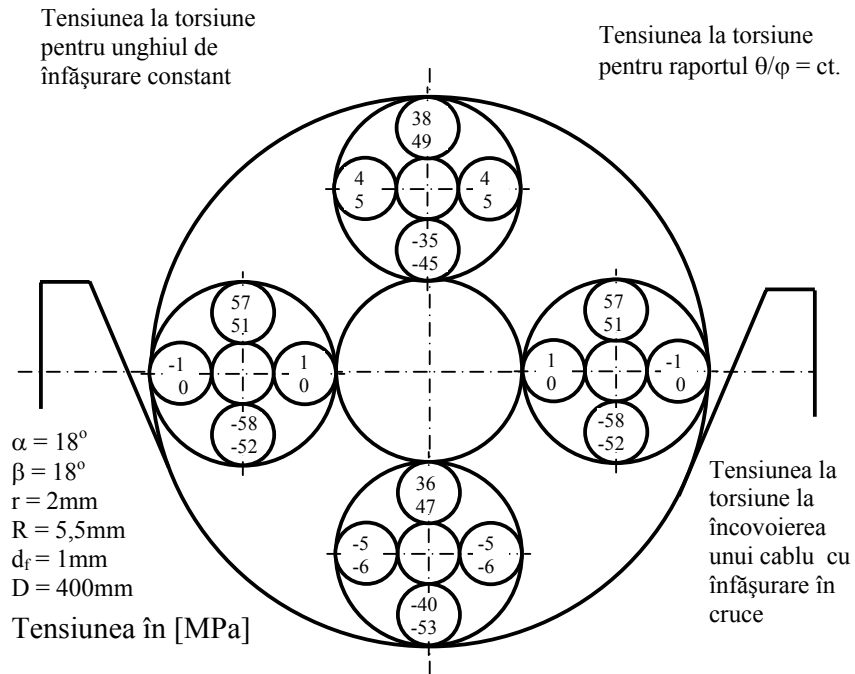 Tensiunea la torsiune
pentru unghiul de
înfăşurare constant
Tensiunea la torsiune
pentru raportul θ/φ = ct.
38
49
4
5
4
5
-35
-45
57
51
-1
0
1
0
-58
-52
57
51
1
0
-1
0
-58
-52
36
47
-5
-6
-5
-6
-40
-53
α = 18º
β = 18º
r = 2mm
R = 5,5mm
df = 1mm
D = 400mm
Tensiunea în [MPa]
Tensiunea la
torsiune la
încovoierea
unui cablu cu
înfăşurare în
cruce